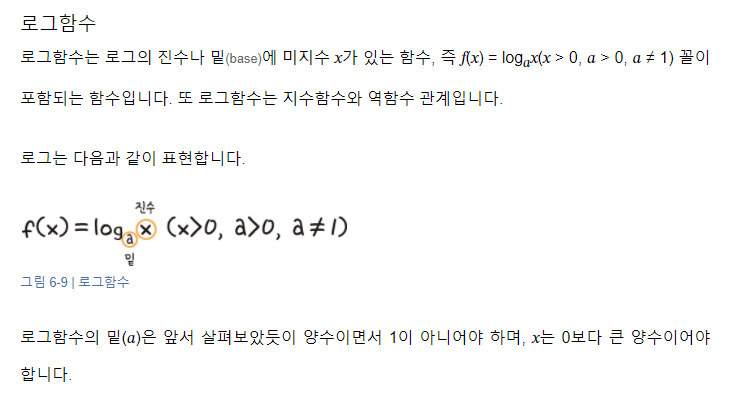 로그함수
로그함수는 로그의 진수나 밑(base)에 미지수 x가 있는 함수, 즉 f(x) = logₐx(x > 0, a > 0, a ≠ 1) 꼴이
포함되는 함수입니다. 또 로그함수는 지수함수와 역함수 관계입니다.
로그는 다음과 같이 표현합니다.
진수
f(x)=logₐx (x>0, a>0, a≠1)
밑
그림 6-9 | 로그함수
로그함수의 밑(a)은 앞서 살펴보았듯이 양수이면서 1이 아니어야 하며, x는 0보다 큰 양수이어야
합니다.